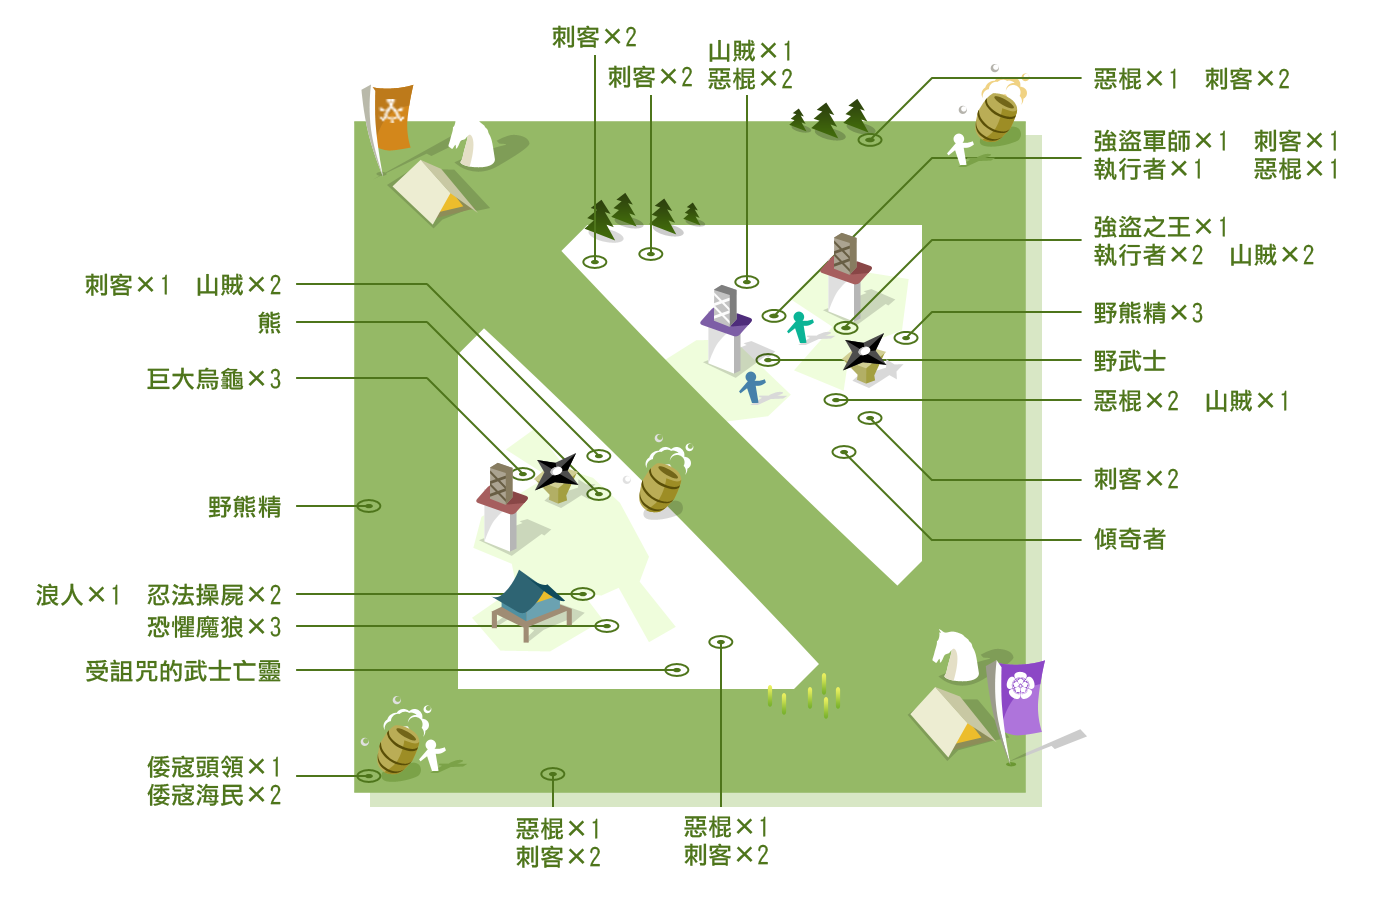 刺客×2
刺客×2
山賊×1
惡棍×2
惡棍×1　刺客×2
強盜軍師×1　刺客×1
執行者×1　惡棍×1
強盜之王×1
執行者×2　山賊×2
野熊精×3
野武士
惡棍×2　山賊×1
刺客×2
傾奇者
刺客×1　山賊×2
熊
巨大烏龜×3
野熊精
浪人×1　忍法操屍×2
恐懼魔狼×3
受詛咒的武士亡靈
倭寇頭領×1
倭寇海民×2
惡棍×1
刺客×2
惡棍×1
刺客×2